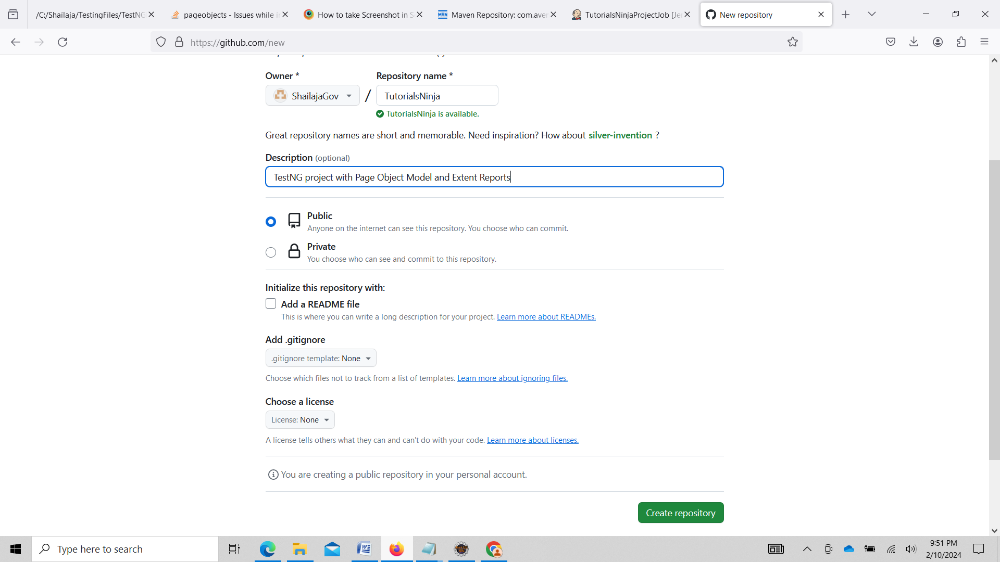 /C:/Shailaja/TestingFiles/TestNG
pageobjects - Issues while i
How to take Screenshot in S
Maven Repository: com.aven
TutorialsNinjaProjectJob [Je
New repository
https://github.com/new
Owner *
Repository name *
ShailajaGov
/
TutorialsNinja
TutorialsNinja is available.
Great repository names are short and memorable. Need inspiration? How about silver-invention ?
Description (optional)
TestNG project with Page Object Model and Extent Reports
Public
Anyone on the internet can see this repository. You choose who can commit.
Private
You choose who can see and commit to this repository.
Initialize this repository with:
Add a README file
This is where you can write a long description for your project. Learn more about READMEs.
Add .gitignore
.gitignore template: None
Choose which files not to track from a list of templates. Learn more about ignoring files.
Choose a license
License: None
A license tells others what they can and can't do with your code. Learn more about licenses.
You are creating a public repository in your personal account.
Create repository
Type here to search
9:51 PM
2/10/2024